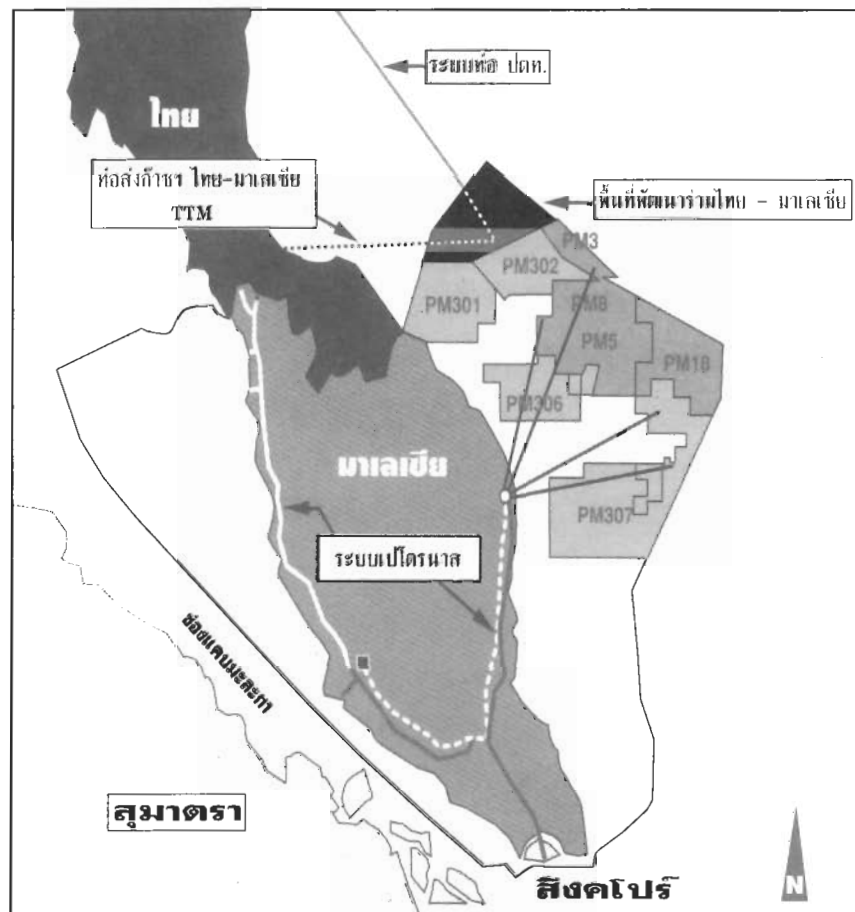 ระบบท่อ ปตท.
ไทย
ท่อส่งก๊าซฯ ไทย-มาเลเซีย
TTM
พื้นที่พัฒนาร่วมไทย - มาเลเซีย
PM3
PM302
PM301
PM8
PM5
PM18
PM306
มาเลเซีย
PM307
ระบบเปโตรนาส
ช่องแคบมะละกา
สุมาตรา
สิงคโปร์
N